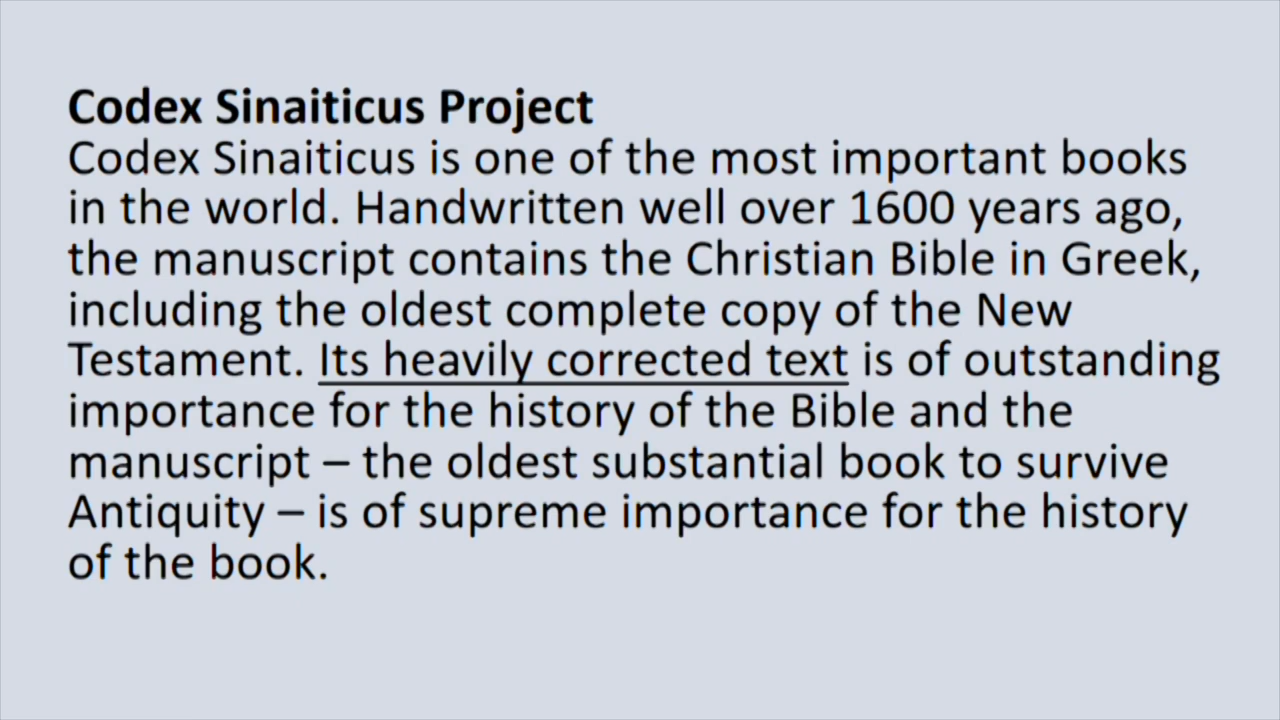 Codex Sinaiticus Project
Codex Sinaiticus is one of the most important books
in the world. Handwritten well over 1600 years ago,
the manuscript contains the Christian Bible in Greek,
including the oldest complete copy of the New
Testament. Its heavily corrected text is of outstanding
importance for the history of the Bible and the
manuscript – the oldest substantial book to survive
Antiquity – is of supreme importance for the history
of the book.